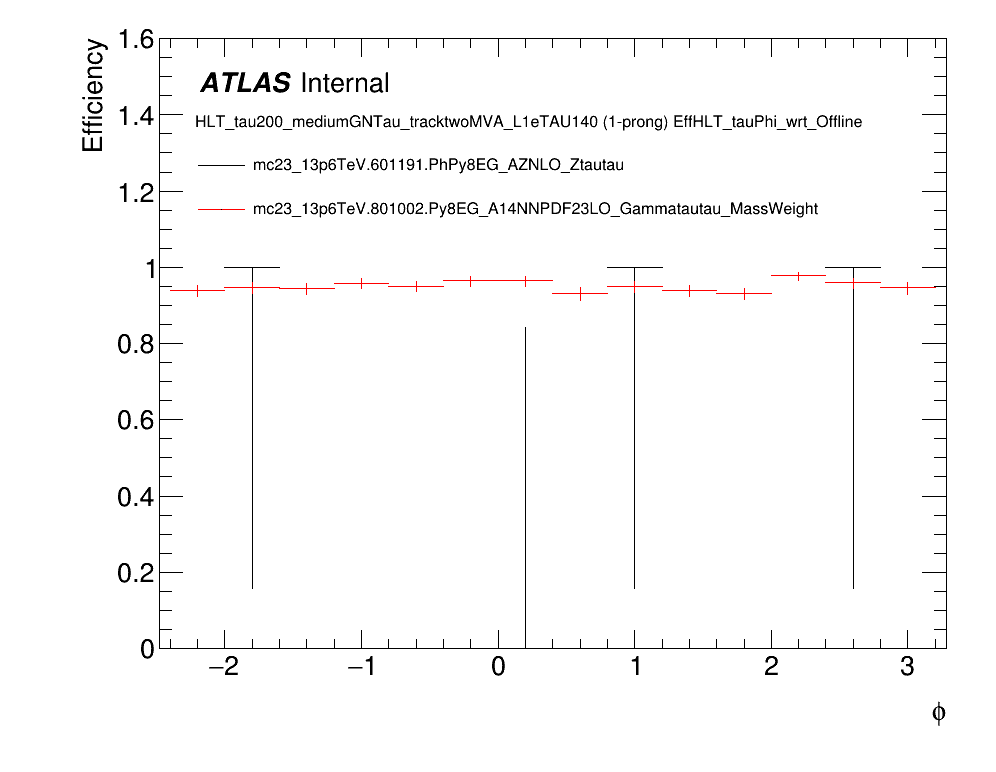 Efficiency
1.6
1.4
1.2
1
0.8
0.6
0.4
0.2
0
ATLAS Internal
HLT_tau200_mediumGNTau_tracktwoMVA_L1eTAU140 (1-prong) EffHLT_tauPhi_wrt_Offline
mc23_13p6TeV.601191.PhPy8EG_AZNLO_Ztautau
mc23_13p6TeV.801002.Py8EG_A14NNPDF23LO_Gammatautau_MassWeight
−2 −1 0 1 2 3
ϕ